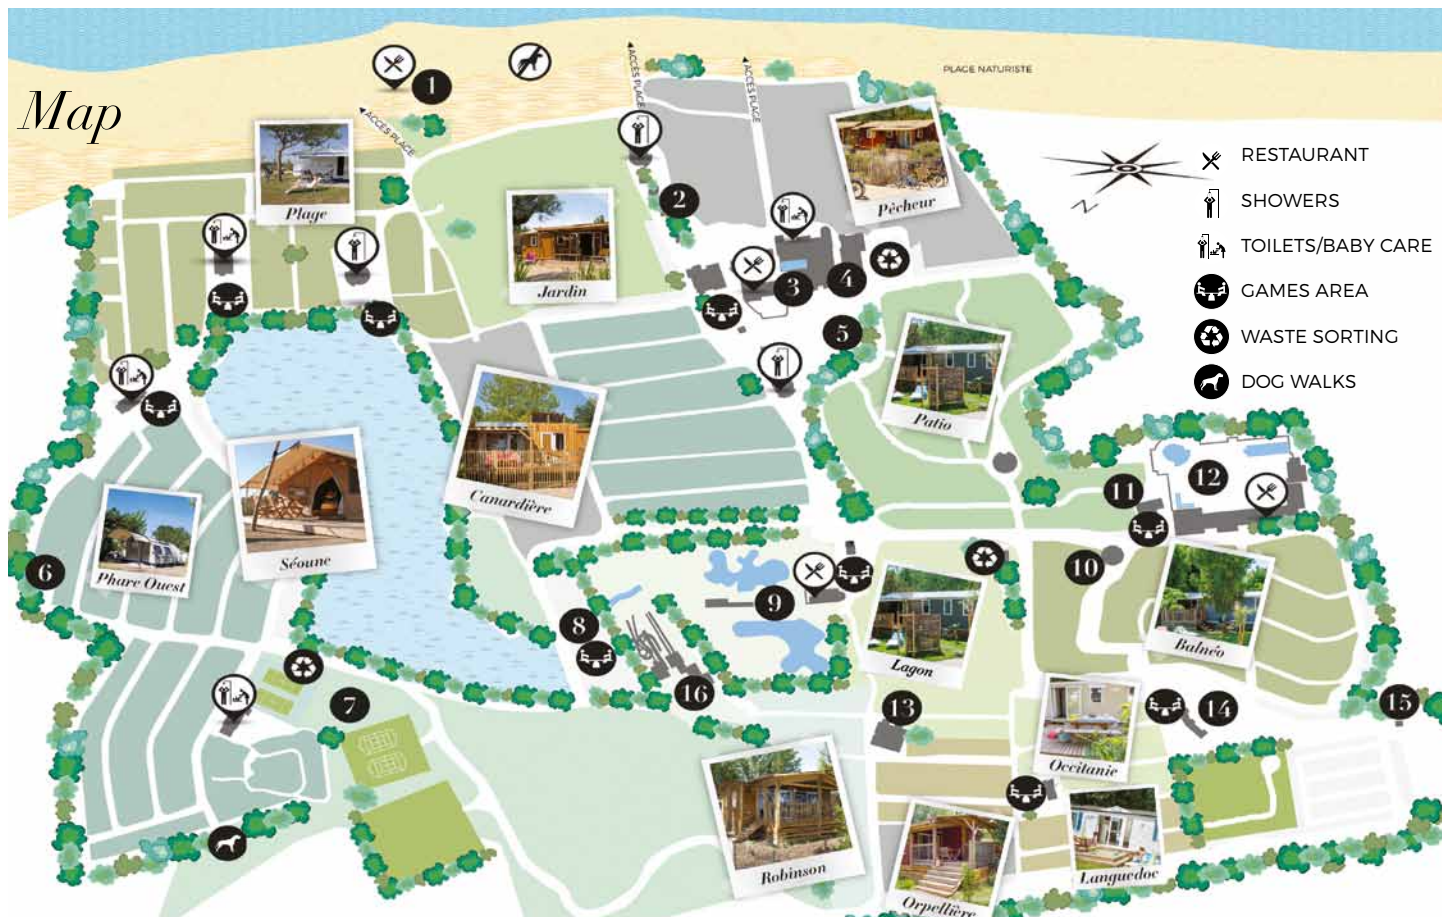 Map
1
ACCÈS PLAGE
ACCÈS PLAGE
ACCÈS PLAGE
PLAGE NATURISTE
RESTAURANT
SHOWERS
TOILETS/BABY CARE
GAMES AREA
WASTE SORTING
DOG WALKS
N
Plage
Jardin
2
Pêcheur
3
4
5
Patio
Canardière
Séoune
Phare Ouest
6
11
12
10
9
8
Lagon
Balnéo
7
16
13
14
15
Occitanie
Robinson
Orpellière
Languedoc